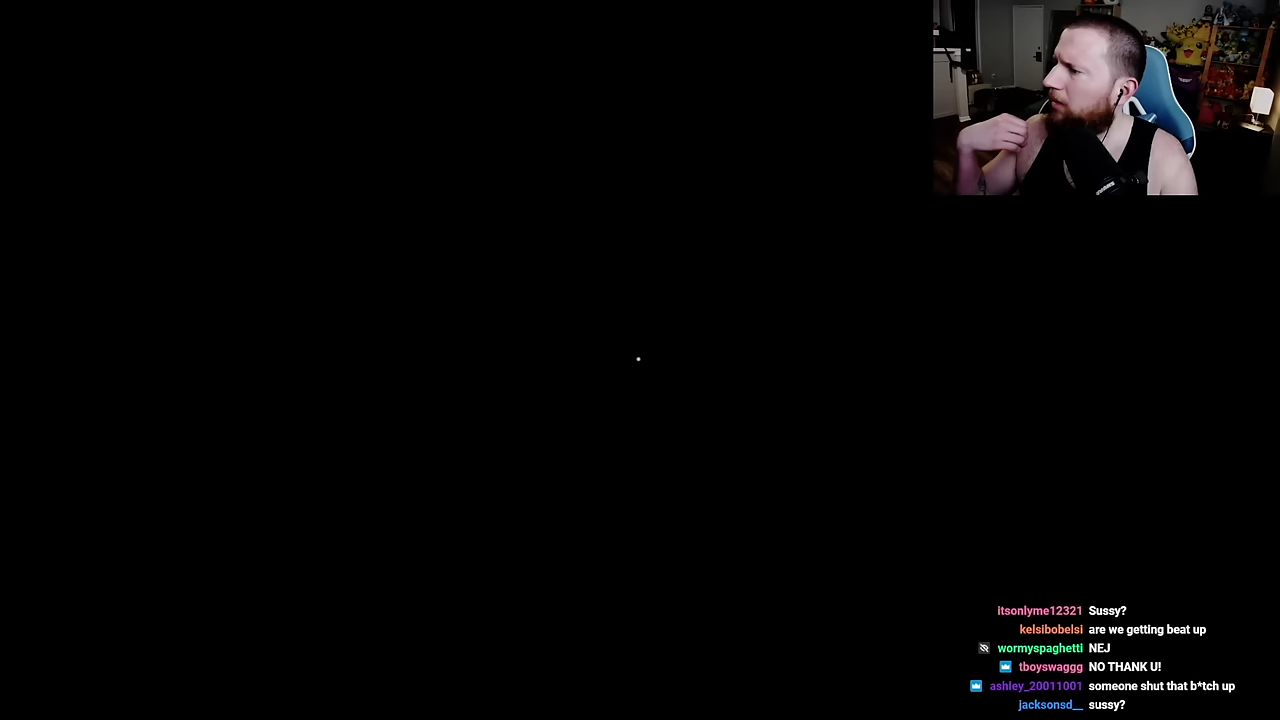 itsonlyme12321 Sussy?
kelsibobelsi are we getting beat up
wormyspaghetti NEJ
tboyswaggg NO THANK U!
ashley_20011001 someone shut that b*tch up
jacksonsd__ sussy?